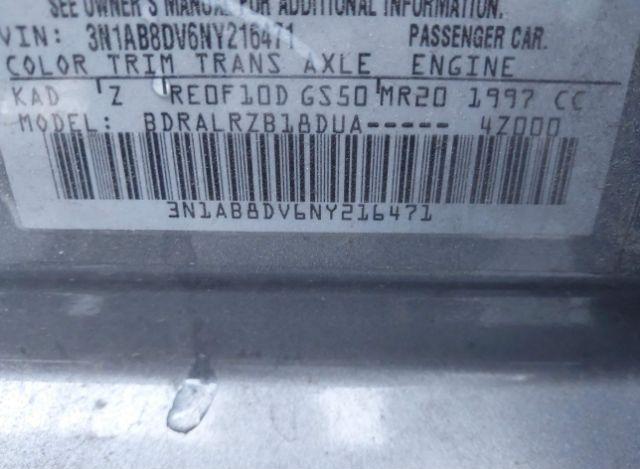 SEE OWNER'S MANUAL FOR ADDITIONAL INFORMATION.
VIN: 3N1AB8DV6NY216471 PASSENGER CAR.
COLOR TRIM TRANS AXLE ENGINE
KAD Z RE0F10D GS50 MR20 1997 CC
MODEL: BDRALRZB18DUA----- 4Z000
3N1AB8DV6NY216471